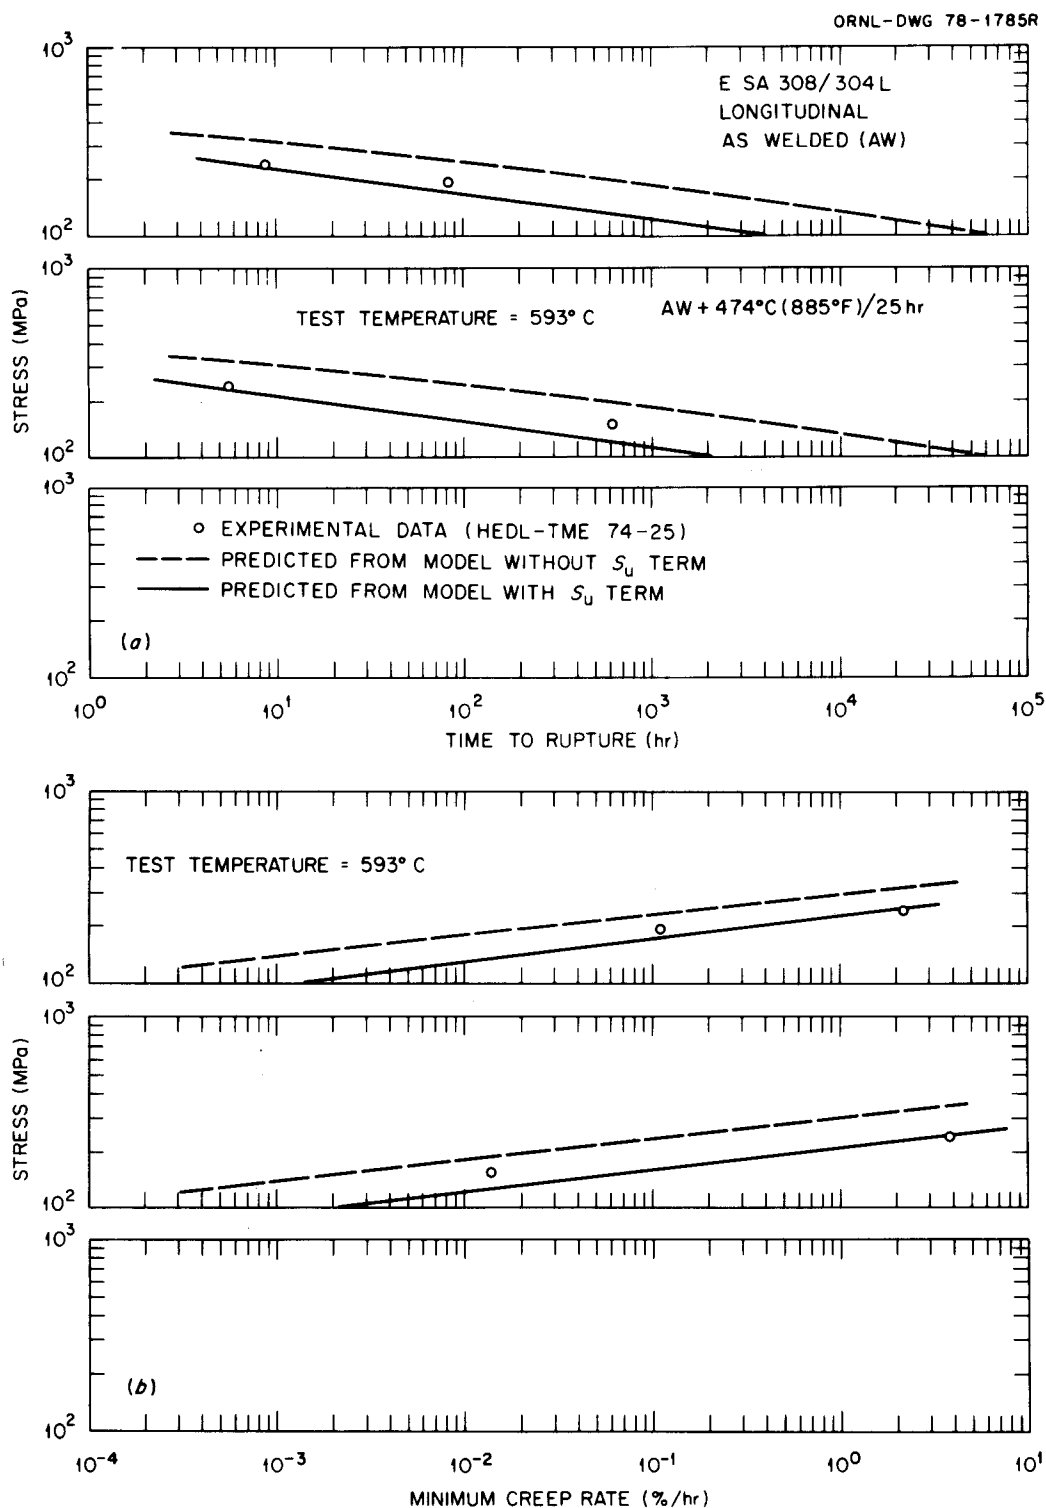 ORNL-DWG 78-1785R
10³
E SA 308/304 L
LONGITUDINAL
AS WELDED (AW)
10²
10³
TEST TEMPERATURE = 593°C
AW + 474°C (885°F)/25 hr
STRESS (MPa)
10²
10³
EXPERIMENTAL DATA (HEDL-TME 74-25)
PREDICTED FROM MODEL WITHOUT Sᵤ TERM
PREDICTED FROM MODEL WITH Sᵤ TERM
(a)
10²
10⁰ 10¹ 10² 10³ 10⁴ 10⁵
TIME TO RUPTURE (hr)
10³
TEST TEMPERATURE = 593°C
10²
10³
STRESS (MPa)
10²
10³
(b)
10²
10⁻⁴ 10⁻³ 10⁻² 10⁻¹ 10⁰ 10¹
MINIMUM CREEP RATE (%/hr)